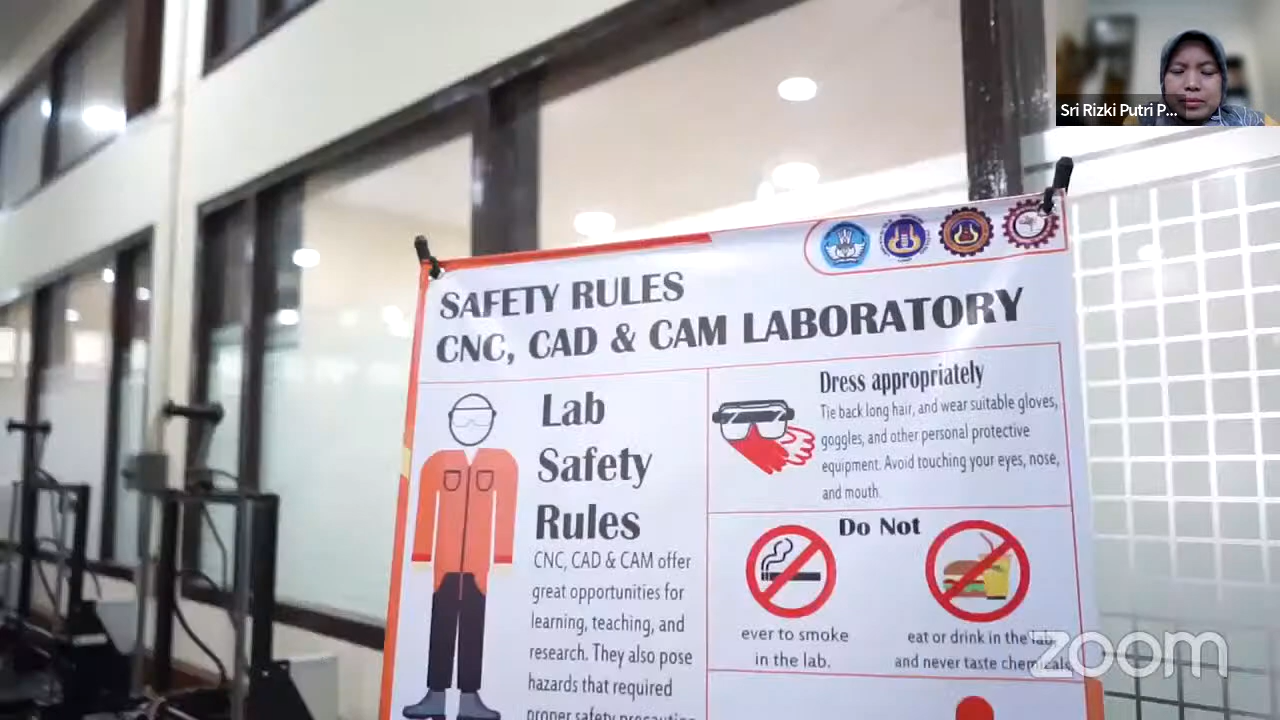 Sri Rizki Putri P...
SAFETY RULES
CNC, CAD & CAM LABORATORY
Lab
Safety
Rules
CNC, CAD & CAM offer
great opportunities for
learning, teaching, and
research. They also pose
hazards that required
proper safety precaution
Dress appropriately
Tie back long hair, and wear suitable gloves,
goggles, and other personal protective
equipment. Avoid touching your eyes, nose,
and mouth.
Do Not
ever to smoke
in the lab.
eat or drink in the lab,
and never taste chemicals.
zoom